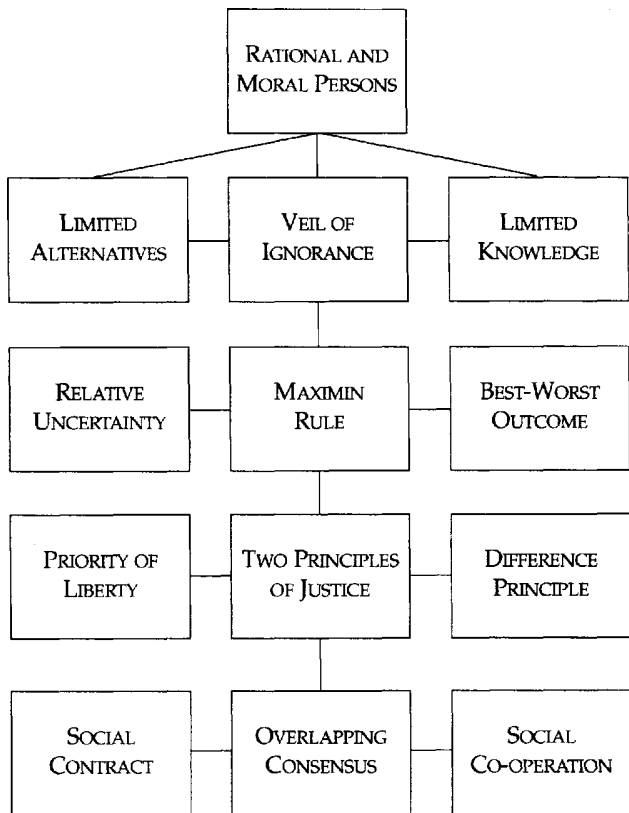 RATIONAL AND
MORAL PERSONS
LIMITED
ALTERNATIVES
VEIL OF
IGNORANCE
LIMITED
KNOWLEDGE
RELATIVE
UNCERTAINTY
MAXIMIN
RULE
BEST-WORST
OUTCOME
PRIORITY OF
LIBERTY
TWO PRINCIPLES
OF JUSTICE
DIFFERENCE
PRINCIPLE
SOCIAL
CONTRACT
OVERLAPPING
CONSENSUS
SOCIAL
CO-OPERATION